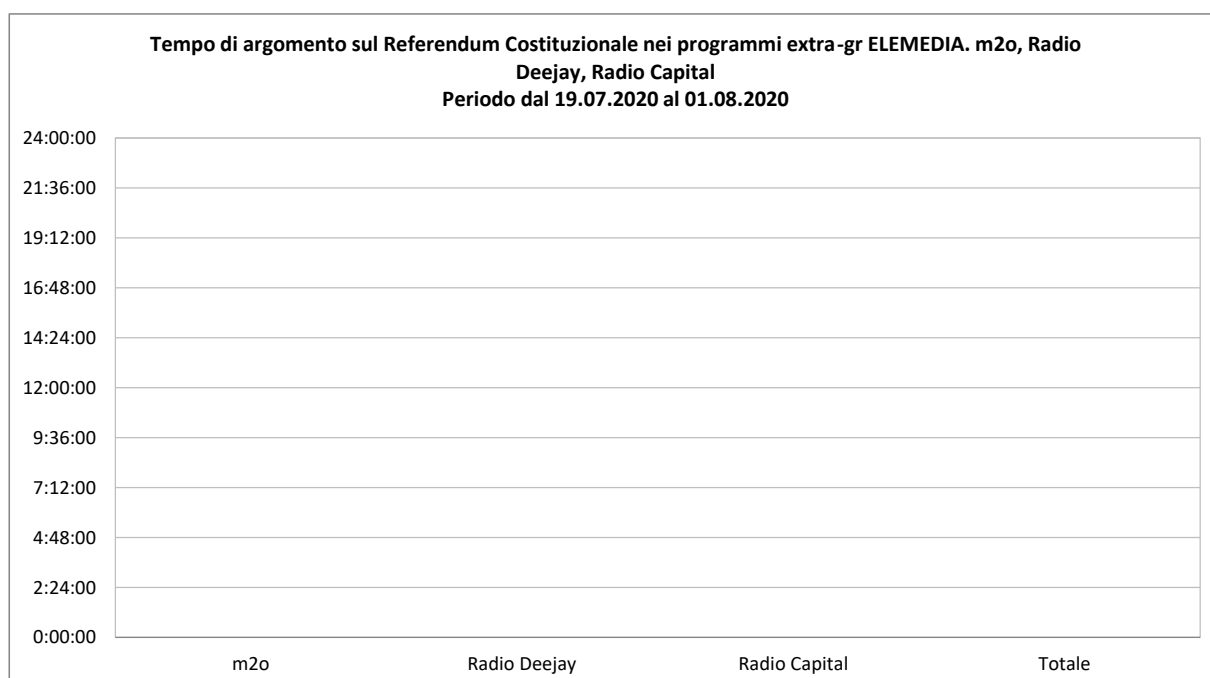 Tempo di argomento sul Referendum Costituzionale nei programmi extra-gr ELEMEDIA. m2o, Radio
Deejay, Radio Capital
Periodo dal 19.07.2020 al 01.08.2020
24:00:00
21:36:00
19:12:00
16:48:00
14:24:00
12:00:00
9:36:00
7:12:00
4:48:00
2:24:00
0:00:00
m2o Radio Deejay Radio Capital Totale